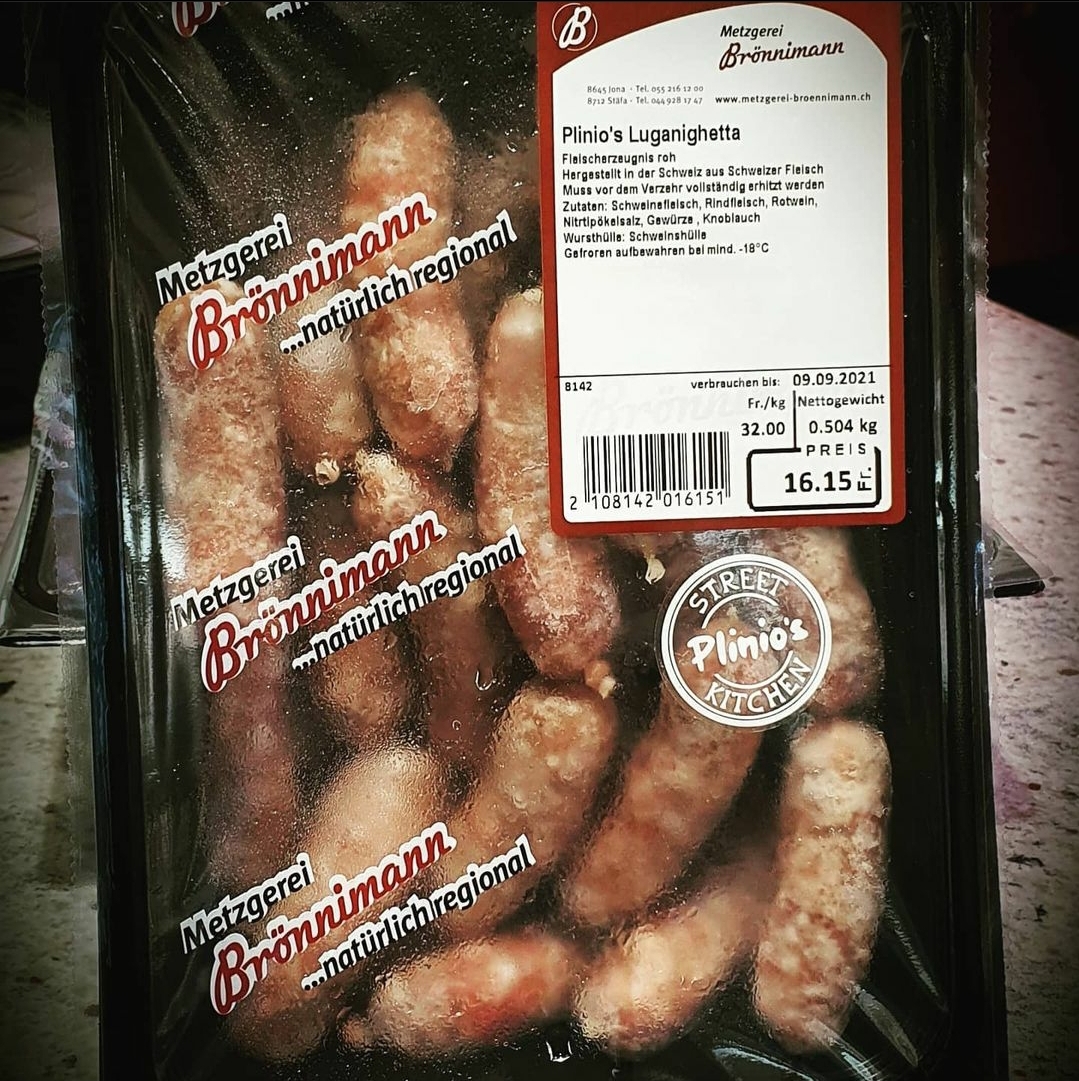 B
Metzgerei
Brönnimann
8645 Jona - Tel. 055 216 12 00
8712 Stäfa - Tel. 044 928 17 47 www.metzgerei-broennimann.ch
Plinio's Luganighetta
Fleischerzeugnis roh
Hergestellt in der Schweiz aus Schweizer Fleisch
Muss vor dem Verzehr vollständig erhitzt werden
Zutaten: Schweinefleisch, Rindfleisch, Rotwein,
Nitritpökelsalz, Gewürze , Knoblauch
Wursthülle: Schweinshülle
Gefroren aufbewahren bei mind. -18°C
8142 verbrauchen bis: 09.09.2021
Fr./kg Nettogewicht
32.00 0.504 kg
PREIS
16.15
2 108142 016151
STREET
Plinio's
KITCHEN
Metzgerei
Brönnimann
...natürlich regional
Metzgerei
Brönnimann
...natürlich regional
Metzgerei
Brönnimann
...natürlich regional